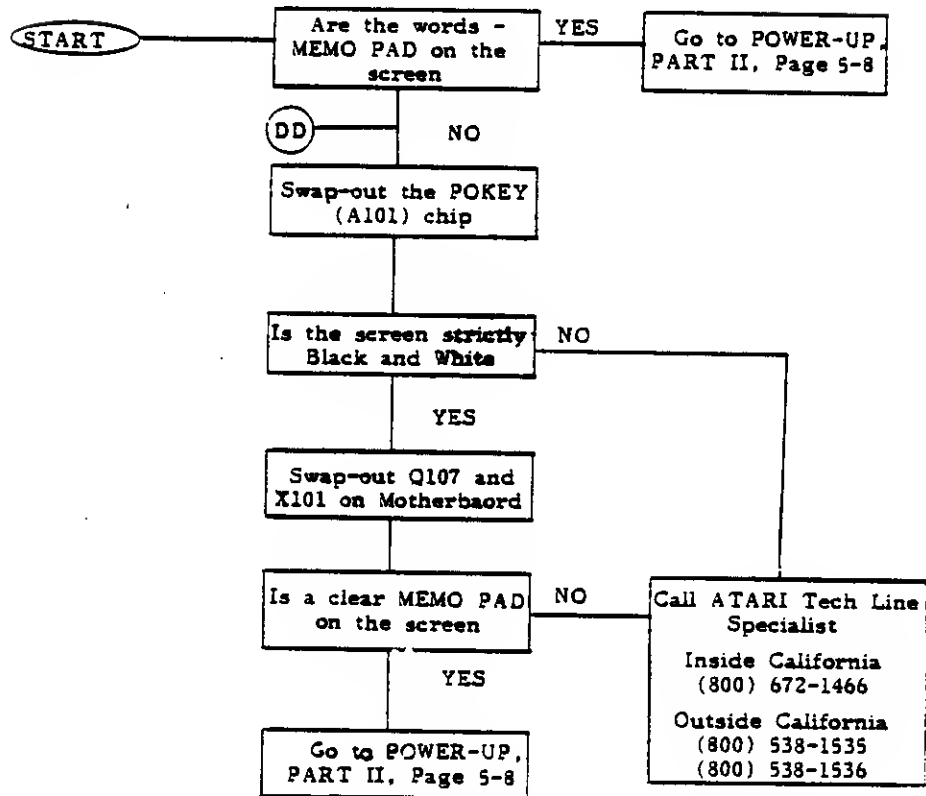 START
Are the words -
MEMO PAD on the
screen
YES
Go to POWER-UP,
PART II, Page 5-8
DD
NO
Swap-out the POKEY
(A101) chip
Is the screen strictly
Black and White
NO
YES
Swap-out Q107 and
X101 on Motherbaord
Is a clear MEMO PAD
on the screen
NO
Call ATARI Tech Line
Specialist
Inside California
(800) 672-1466
Outside California
(800) 538-1535
(800) 538-1536
YES
Go to POWER-UP,
PART II, Page 5-8